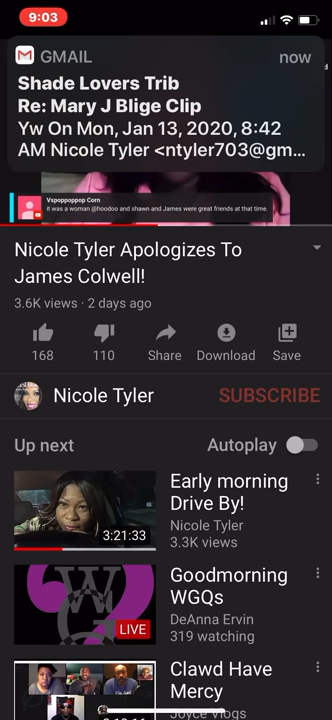 9:03
GMAIL
now
Shade Lovers Trib
Re: Mary J Blige Clip
Yw On Mon, Jan 13, 2020, 8:42
AM Nicole Tyler <ntyler703@gm...
Vspoppoppop Corn
It was a woman @hoodoo and shawn and James were great friends at that time.
Nicole Tyler Apologizes To
James Colwell!
3.6K views · 2 days ago
168
110
Share
Download
Save
Nicole Tyler
SUBSCRIBE
Up next
Autoplay
Early morning
Drive By!
Nicole Tyler
3.3K views
3:21:33
Goodmorning
WGQs
DeAnna Ervin
319 watching
LIVE
Clawd Have
Mercy
Joyce Vlogs